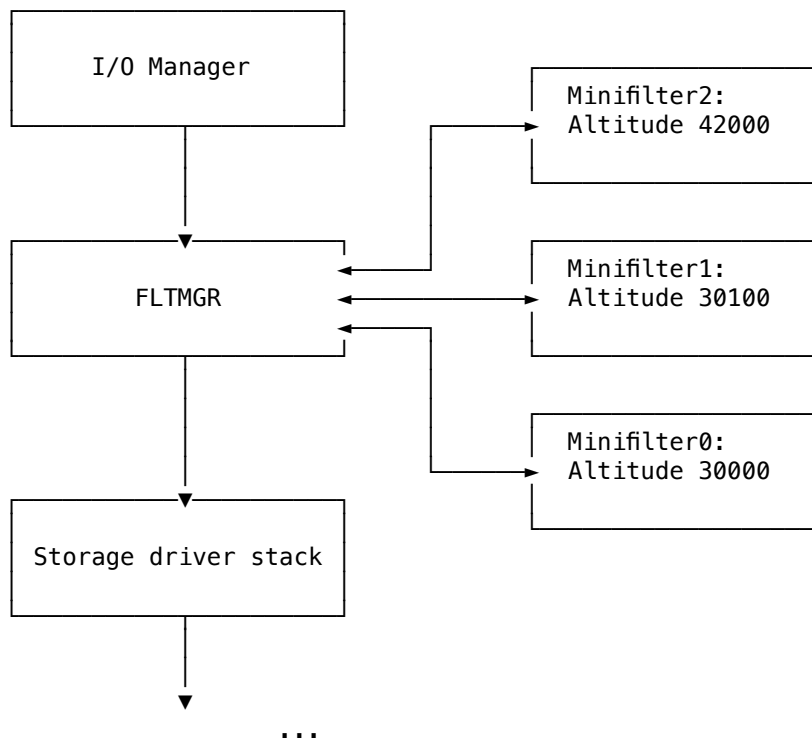 I/O Manager
Minifilter2:
Altitude 42000
FLTMGR
Minifilter1:
Altitude 30100
Minifilter0:
Altitude 30000
Storage driver stack
...